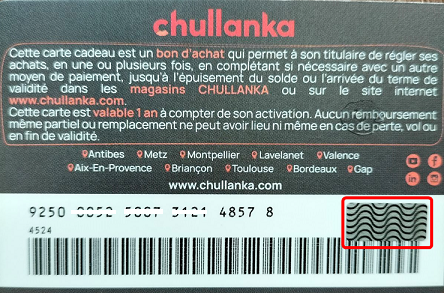 chullanka
Cette carte cadeau est un bon d'achat qui permet à son titulaire de régler ses
achats, en une ou plusieurs fois, en complétant si nécessaire avec un autre
moyen de paiement, jusqu'à l'épuisement du solde ou l'arrivée du terme de
validité dans les magasins CHULLANKA ou sur le site internet
www.chullanka.com.
Cette carte est valable 1 an à compter de son activation. Aucun remboursement
même partiel ou remplacement ne peut avoir lieu ni même en cas de perte, vol ou
en fin de validité.
Antibes Metz Montpellier Lavelanet Valence
Aix-En-Provence Briançon Toulouse Bordeaux Gap
www.chullanka.com
9250 4857 8
4524